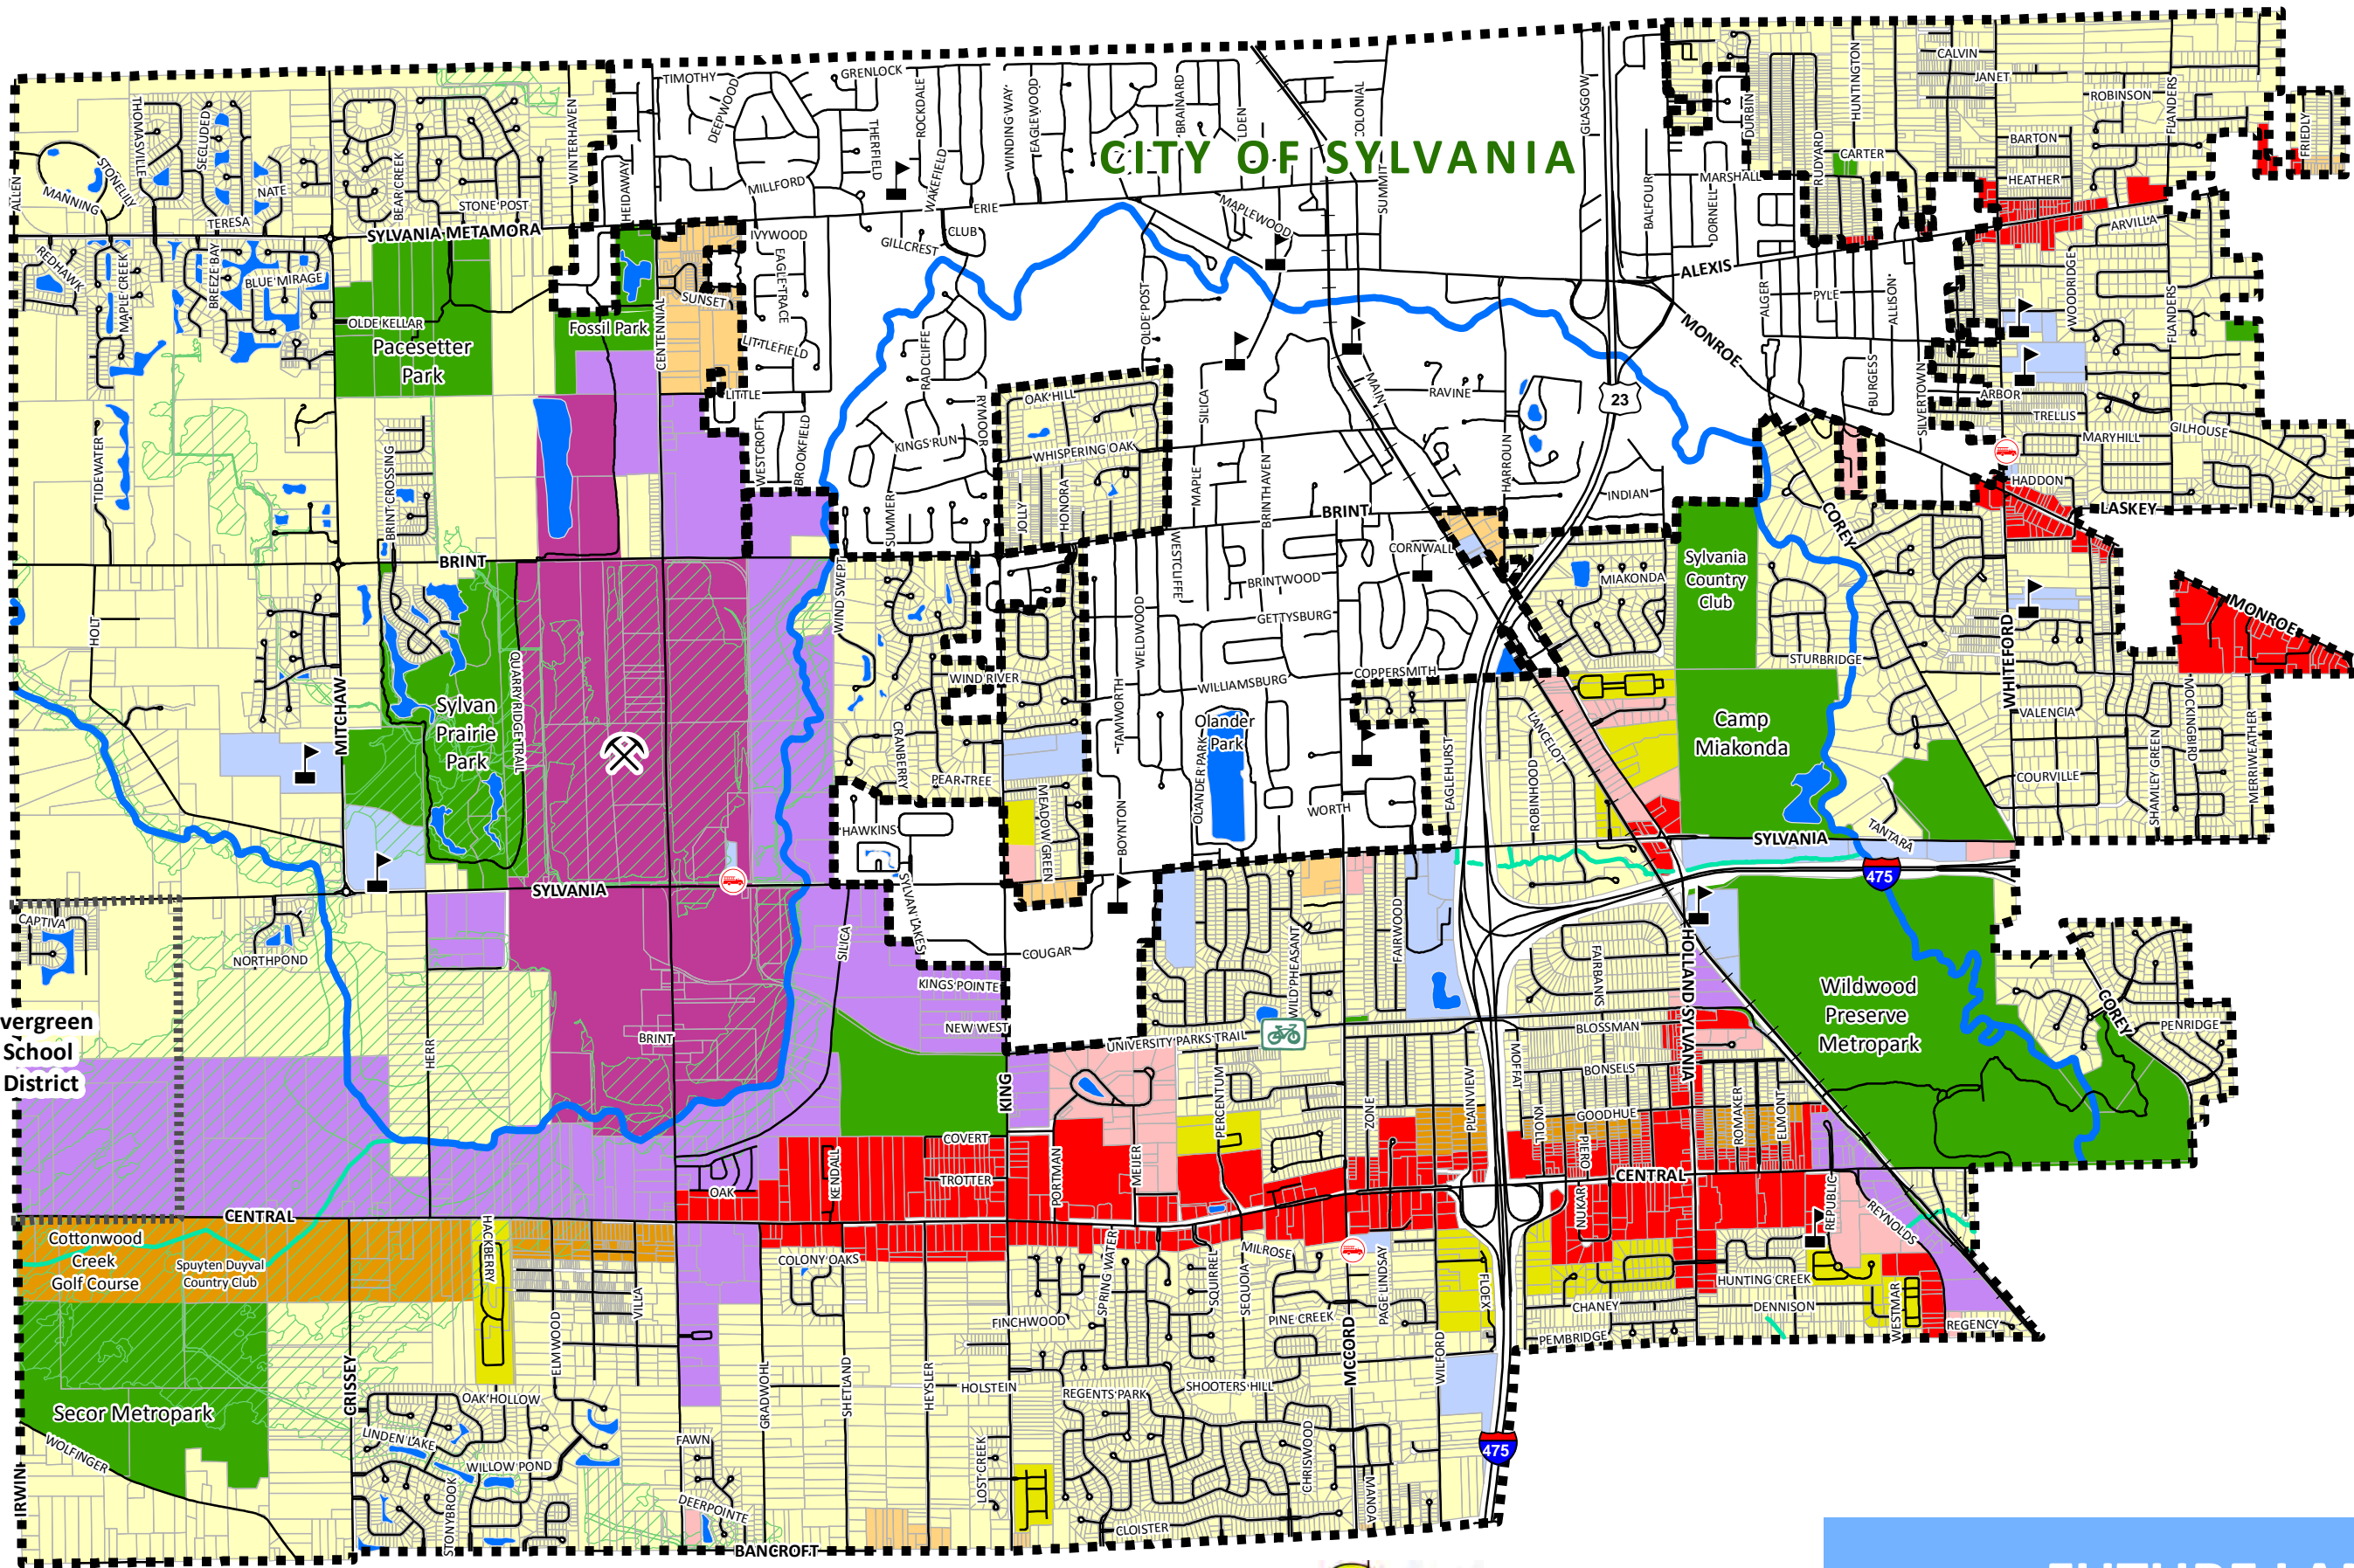 CITY OF SYLVANIA
TIMOTHY
GRENLOCK
DEEPWOOD
THERFIELD
ROCKDALE
WAKEFIELD
WINDING WAY
EAGLEWOOD
BRAINARD
LDEN
COLONIAL
SUMMIT
GLASGOW
DURBIN
HUNTINGTON
CALVIN
JANET
ROBINSON
FLANDERS
FRIEDLY
BARTON
CARTER
HEATHER
RUDYARD
MARSHALL
BALFOUR
DORNELL
ARVILLA
ALLEN
THOMASVILLE
SECLUDED
STONELILY
MANNING
NATE
TERESA
BEAR CREEK
STONE POST
WINTERHAVEN
HEIDAWAY
MILLFORD
ERIE
CLUB
GILLCREST
MAPLEWOOD
SYLVANIA METAMORA
REDHAWK
MAPLE CREEK
BREEZE BAY
BLUE MIRAGE
OLDE KELLAR
Pacesetter
Park
Fossil Park
CENTENNIAL
SUNSET
IVYWOOD
EAGLE TRACE
LITTLEFIELD
LITTLE
WESTCROFT
BROOKFIELD
RADCLIFFE
RYMOOR
KINGS RUN
SUMMER
OLDE POST
OAK HILL
WHISPERING OAK
JOLLY
HONORA
SILICA
MAPLE
BRINTHAVEN
MAIN
RAVINE
HARROUN
INDIAN
23
ALEXIS
MONROE
ALGER
PYLE
ALLISON
BURGESS
SILVERTOWN
WOODRIDGE
FLANDERS
ARBOR
TRELLIS
MARYHILL
GILHOUSE
HADDON
LASKEY
COREY
TIDEWATER
BRINT CROSSING
BRINT
BRINT
CORNWALL
MIAKONDA
Sylvania
Country
Club
HOLT
MITCHAW
QUARRYRIDGE TRAIL
Sylvan
Prairie
Park
WIND SWEPT
WIND RIVER
CRANBERRY
PEAR TREE
MEADOW GREEN
HAWKINS
WESTCLIFFE
BRINTWOOD
GETTYSBURG
WELDWOOD
WILLIAMSBURG
COPPERSMITH
TAMWORTH
Olander
Park
OLANDER PARK
BOYNTON
WORTH
EAGLEHURST
ROBINHOOD
LANCELOT
Camp
Miakonda
STURBRIDGE
WHITEFORD
VALENCIA
COURVILLE
SHAMLEY GREEN
MOCKINGBIRD
MERRIWEATHER
MONROE
TANTARA
SYLVANIA
SYLVANIA
475
CAPTIVA
NORTHPOND
vergreen
School
District
HERR
BRINT
SILICA
SYLVAN LAKES
COUGAR
KINGS POINTE
NEW WEST
KING
UNIVERSITY PARKS TRAIL
WILD PHEASANT
FAIRWOOD
FAIRBANKS
HOLLAND SYLVANIA
Wildwood
Preserve
Metropark
COREY
PENRIDGE
BLOSSMAN
BONSELS
MOFFAT
GOODHUE
ROMAKER
ELMONT
PERCENTUM
ZONE
PLAINVIEW
KNOLL
PIERO
NUKAR
COVERT
TROTTER
KENDALL
OAK
PORTMAN
MEIJER
CENTRAL
CENTRAL
REPUBLIC
REYNOLDS
Cottonwood
Creek
Golf Course
Spuyten Duyval
Country Club
HACKBERRY
ELMWOOD
VILLA
COLONY OAKS
SPRING WATER
SQUIRREL
SEQUOIA
MILROSE
PINE CREEK
PAGE LINDSAY
FLOEX
HUNTING CREEK
CHANEY
DENNISON
WESTMAR
REGENCY
PEMBRIDGE
FINCHWOOD
GRADWOHL
SHETLAND
HEYSLER
HOLSTEIN
REGENTS PARK
SHOOTERS HILL
MCCORD
WILFORD
Secor Metropark
WOLFINGER
IRWIN
CRISSEY
OAK HOLLOW
LINDEN LAKE
WILLOW POND
STONYBROOK
FAWN
DEERPOINTE
LOST CREEK
CHRISWOOD
MANDA
CLOISTER
BANCROFT
475